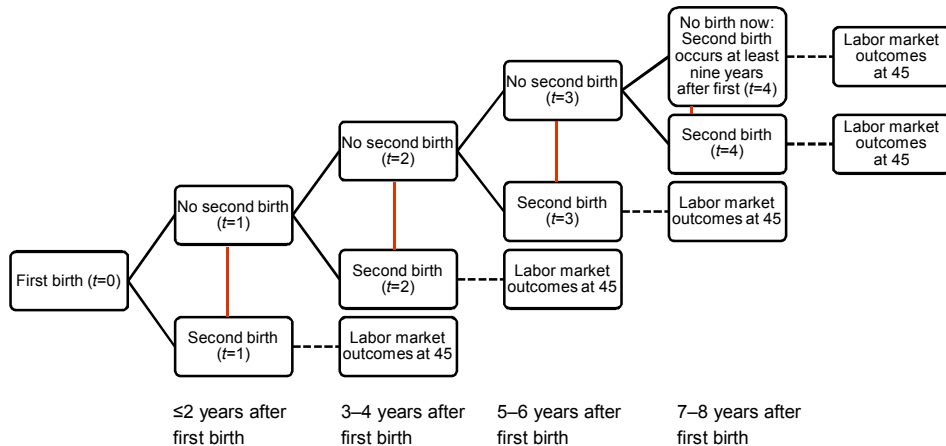 First birth (t=0)
No second birth
(t=1)
Second birth
(t=1)
No second birth
(t=2)
Second birth
(t=2)
Labor market
outcomes at 45
No second birth
(t=3)
Second birth
(t=3)
Labor market
outcomes at 45
No birth now:
Second birth
occurs at least
nine years
after first (t=4)
Second birth
(t=4)
Labor market
outcomes at 45
Labor market
outcomes
at 45
Labor market
outcomes
at 45
≤2 years after
first birth
3–4 years after
first birth
5–6 years after
first birth
7–8 years after
first birth